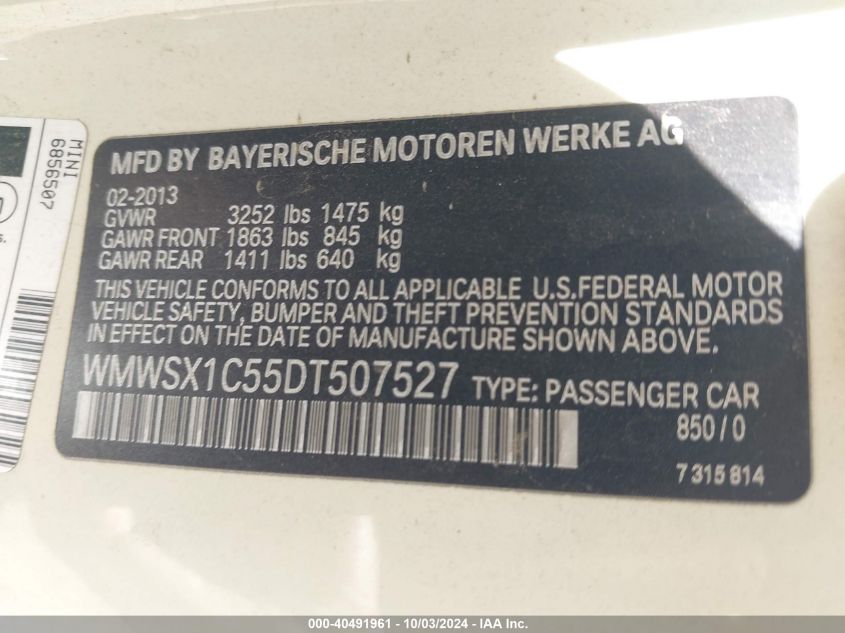 MINI
6856507
s.
MFD BY BAYERISCHE MOTOREN WERKE AG
02-2013
GVWR 3252 lbs 1475 kg
GAWR FRONT 1863 lbs 845 kg
GAWR REAR 1411 lbs 640 kg
THIS VEHICLE CONFORMS TO ALL APPLICABLE U.S.FEDERAL MOTOR
VEHICLE SAFETY, BUMPER AND THEFT PREVENTION STANDARDS
IN EFFECT ON THE DATE OF MANUFACTURE SHOWN ABOVE.
WMWSX1C55DT507527 TYPE: PASSENGER CAR
850/0
7 315 814
000-40491961 - 10/03/2024 - IAA Inc.